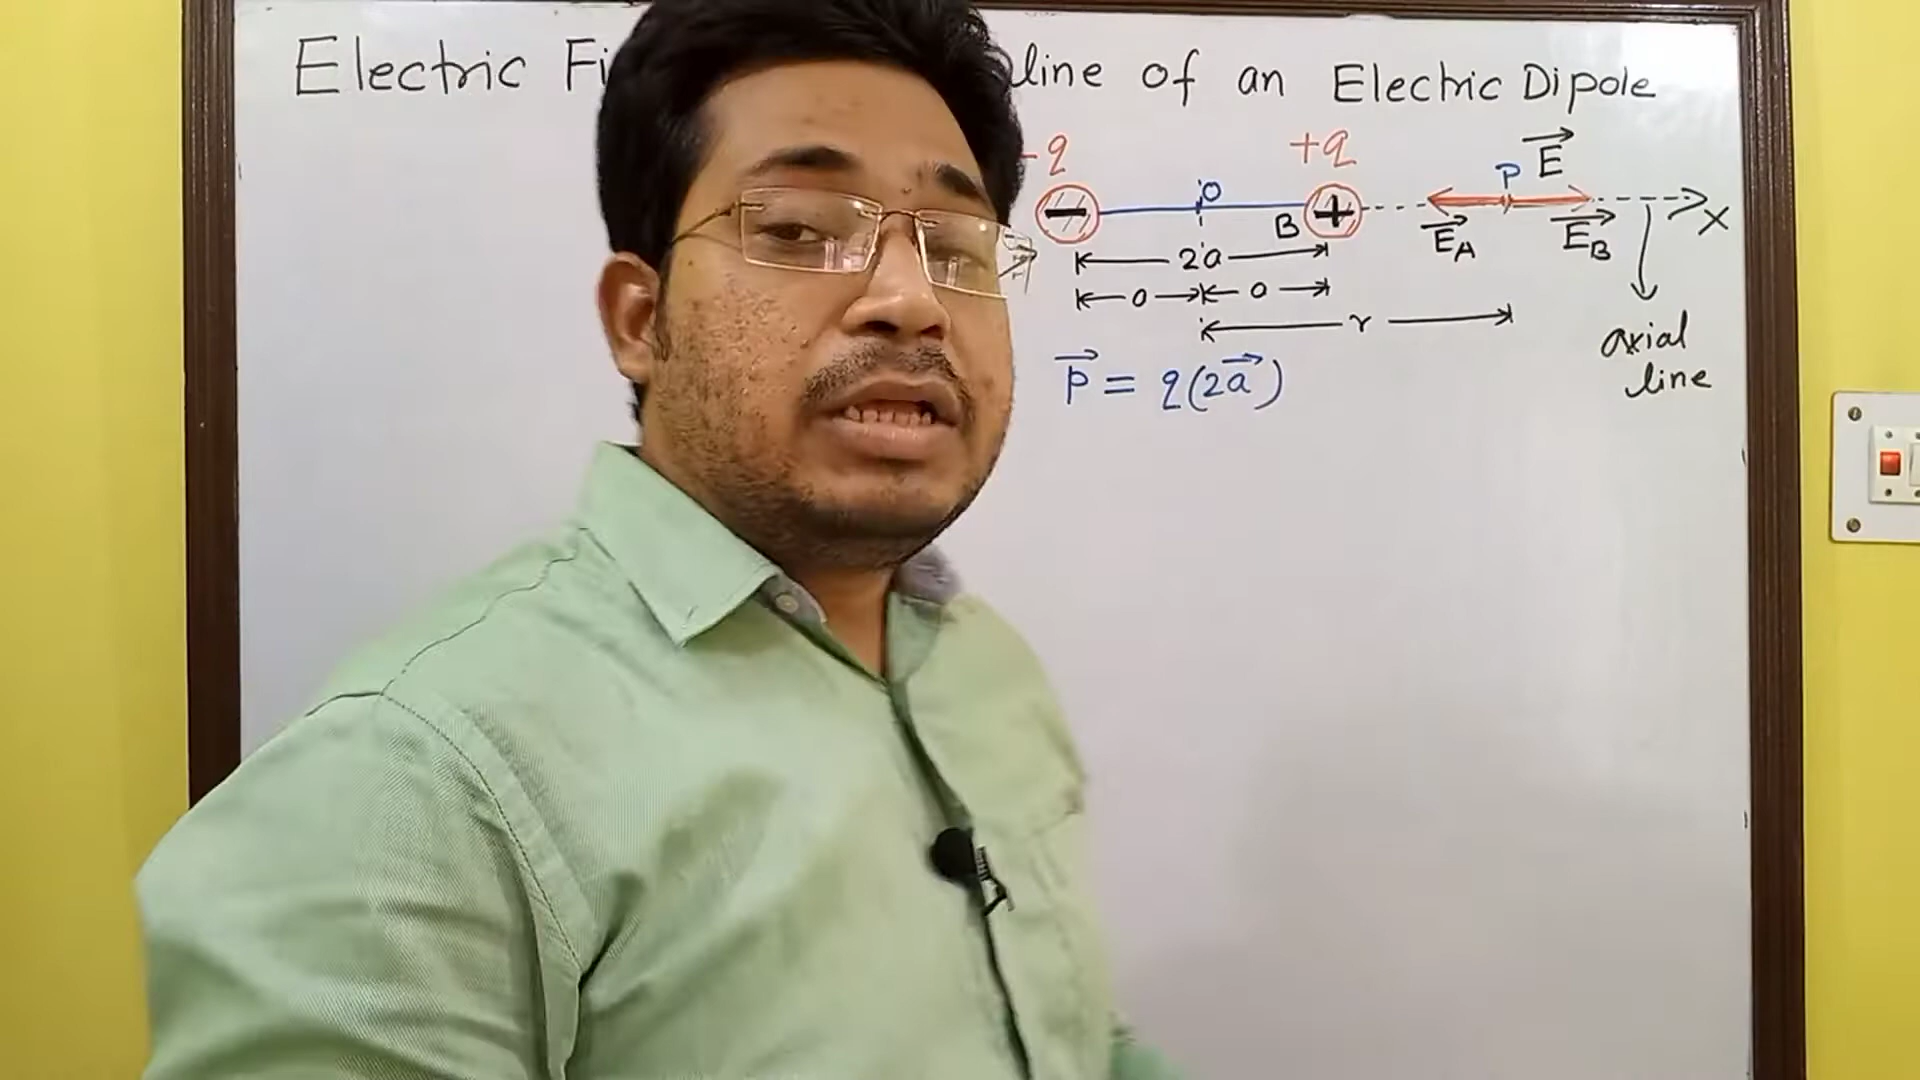 Electric Fi line of an Electric Dipole
-q +q P E
O B E_A E_B X
2a
a a
r
axial
line
p = q(2a)